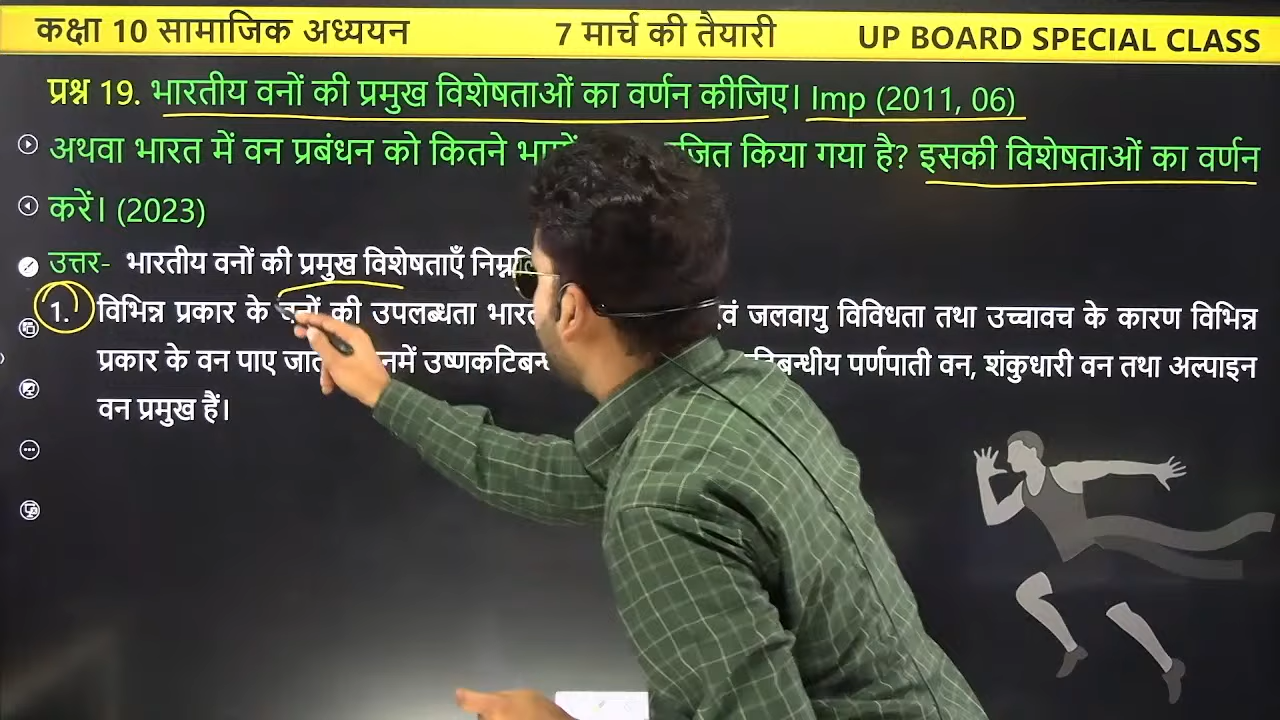 कक्षा 10 सामाजिक अध्ययन 7 मार्च की तैयारी UP BOARD SPECIAL CLASS
प्रश्न 19. भारतीय वनों की प्रमुख विशेषताओं का वर्णन कीजिए। Imp (2011, 06)
अथवा भारत में वन प्रबंधन को कितने किया गया है? इसकी विशेषताओं का वर्णन
करें। (2023)
उत्तर- भारतीय वनों की प्रमुख विशेषताएँ
1. विभिन्न प्रकार के वनों की उपलब्धता जलवायु विविधता तथा उच्चावच के कारण विभिन्न
प्रकार के वन पाए पर्णपाती वन, शंकुधारी वन तथा अल्पाइन
वन प्रमुख हैं।